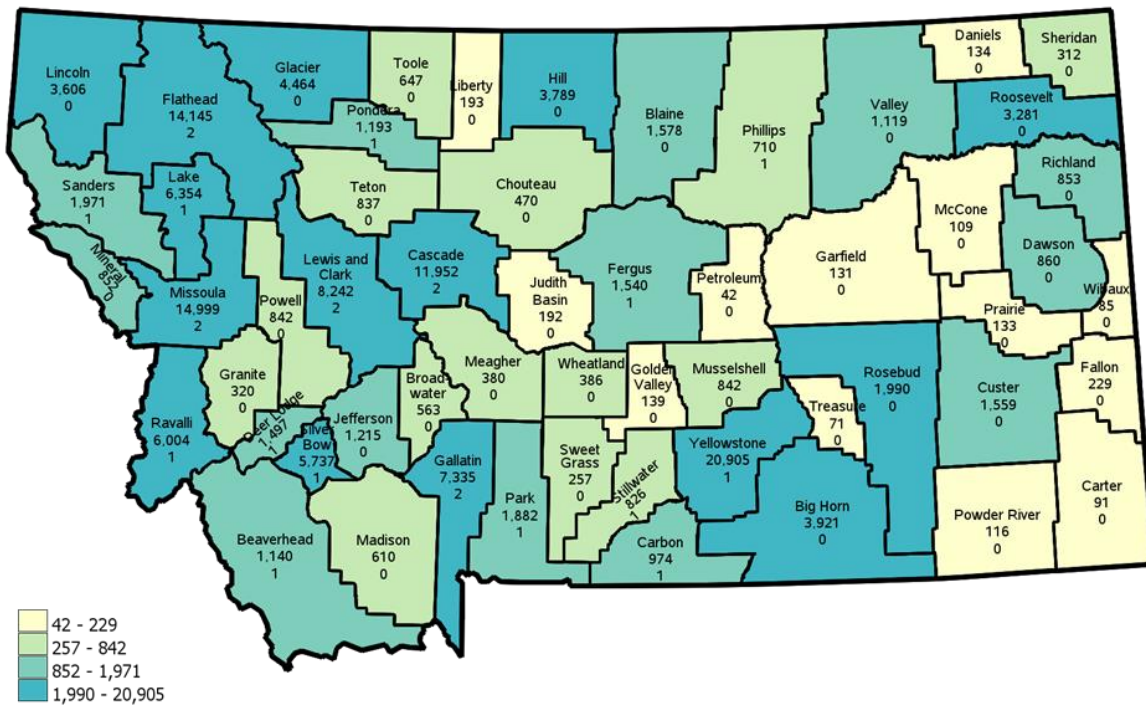 Lincoln
3,606
0
Flathead
14,145
2
Glacier
4,464
0
Toole
647
0
Liberty
193
0
Hill
3,789
0
Blaine
1,578
0
Phillips
710
1
Valley
1,119
0
Daniels
134
0
Sheridan
312
0
Roosevelt
3,281
0
Pondera
1,193
1
Sanders
1,971
1
Lake
6,354
1
Teton
837
0
Chouteau
470
0
Richland
853
0
McCone
109
0
Dawson
860
0
Garfield
131
0
Mineral
852
0
Missoula
14,999
2
Powell
842
0
Lewis and
Clark
8,242
2
Cascade
11,952
2
Judith
Basin
192
0
Fergus
1,540
1
Petroleum
42
0
Prairie
133
0
Wibaux
85
0
Granite
320
0
Meagher
380
0
Wheatland
386
0
Golden
Valley
139
0
Musselshell
842
0
Rosebud
1,990
0
Treasure
71
0
Custer
1,559
0
Fallon
229
0
Ravalli
6,004
1
Deer Lodge
1,497
1
Silver
Bow
5,737
1
Jefferson
1,215
0
Broad-
water
563
0
Gallatin
7,335
2
Park
1,882
1
Sweet
Grass
257
0
Stillwater
826
1
Yellowstone
20,905
1
Big Horn
3,921
0
Powder River
116
0
Carter
91
0
Beaverhead
1,140
1
Madison
610
0
Carbon
974
1
42 - 229
257 - 842
852 - 1,971
1,990 - 20,905